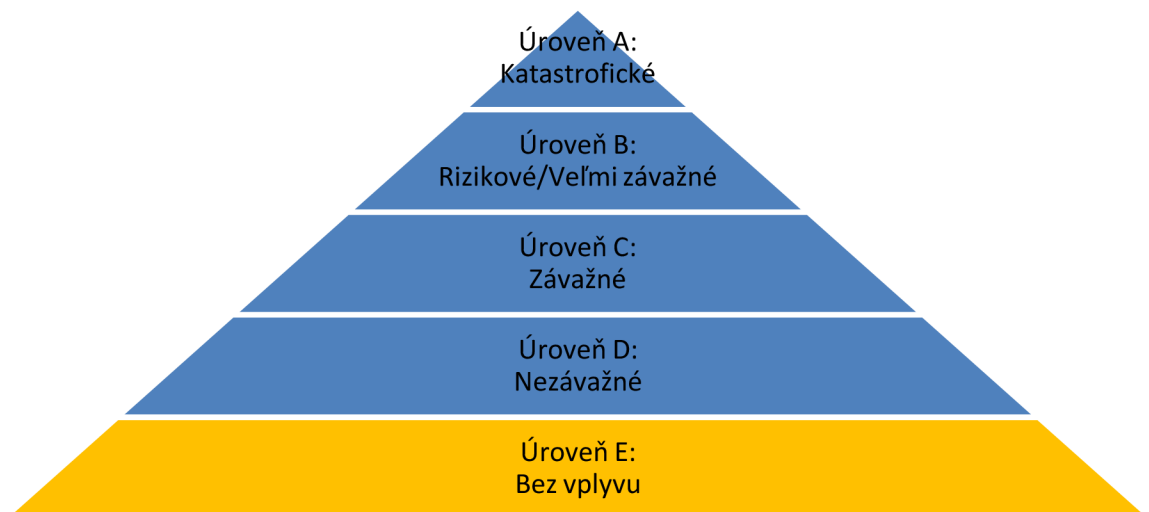 Úroveň A:
Katastrofické
Úroveň B:
Rizikové/Veľmi závažné
Úroveň C:
Závažné
Úroveň D:
Nezávažné
Úroveň E:
Bez vplyvu